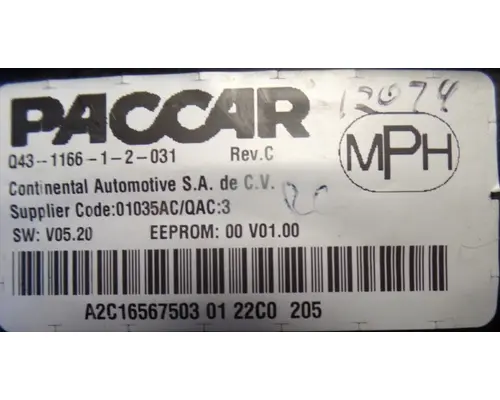 PACCAR 12074
Q43-1166-1-2-031 Rev.C
MPH
Continental Automotive S.A. de C.V.
Supplier Code:01035AC/QAC:3
SW: V05.20 EEPROM: 00 V01.00
A2C16567503 01 22C0 205